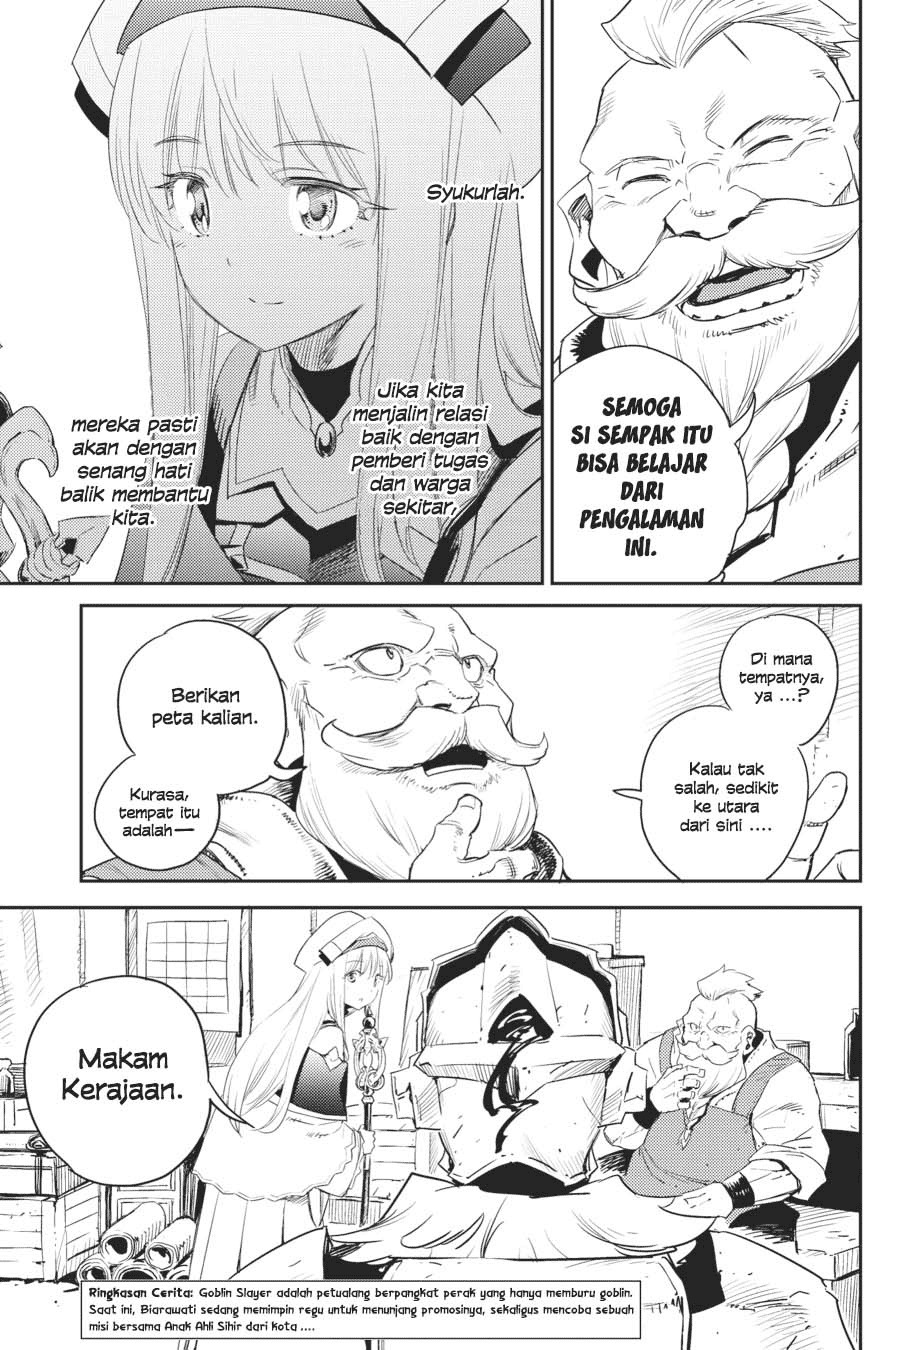 SEMOGA
SI SEMPAK ITU
BISA BELAJAR
DARI
PENGALAMAN
INI.
Syukurlah.
Jika kita
menjalin relasi
baik dengan
pemberi tugas
dan warga
sekitar,
mereka pasti
akan dengan
senang hati
balik membantu
kita.
Di mana
tempatnya,
ya ...?
Kalau tak
salah, sedikit
ke utara
dari sini ....
Berikan
peta kalian.
Kurasa,
tempat itu
adalah—
Makam
Kerajaan.
Ringkasan Cerita: Goblin Slayer adalah petualang berpangkat perak yang hanya memburu goblin.
Saat ini, Biarawati sedang memimpin regu untuk menunjang promosinya, sekaligus mencoba sebuah
misi bersama Anak Ahli Sihir dari kota ....